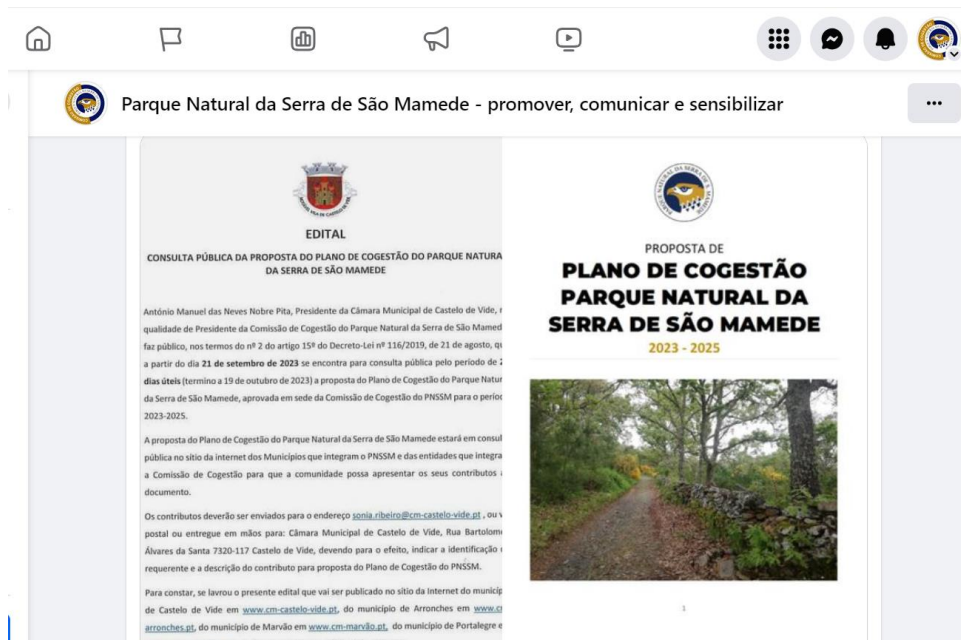 Parque Natural da Serra de São Mamede - promover, comunicar e sensibilizar
EDITAL
CONSULTA PÚBLICA DA PROPOSTA DO PLANO DE COGESTÃO DO PARQUE NATURA
DA SERRA DE SÃO MAMEDE
António Manuel das Neves Nobre Pita, Presidente da Câmara Municipal de Castelo de Vide,
qualidade de Presidente da Comissão de Cogestão do Parque Natural da Serra de São Mamed
faz público, nos termos do nº 2 do artigo 15º do Decreto-Lei nº 116/2019, de 21 de agosto, qu
a partir do dia 21 de setembro de 2023 se encontra para consulta pública pelo período de 2
dias úteis (termino a 19 de outubro de 2023) a proposta do Plano de Cogestão do Parque Natur
da Serra de São Mamede, aprovada em sede da Comissão de Cogestão do PNSSM para o períoc
2023-2025.
A proposta do Plano de Cogestão do Parque Natural da Serra de São Mamede estará em consul
pública no sítio da internet dos Municípios que integram o PNSSM e das entidades que integra
a Comissão de Cogestão para que a comunidade possa apresentar os seus contributos a
documento.
Os contributos deverão ser enviados para o endereço sonia.ribeiro@cm-castelo-vide.pt , ou v
postal ou entregue em mãos para: Câmara Municipal de Castelo de Vide, Rua Bartolome
Álvares da Santa 7320-117 Castelo de Vide, devendo para o efeito, indicar a identificação
requerente e a descrição do contributo para proposta do Plano de Cogestão do PNSSM.
Para constar, se lavrou o presente edital que vai ser publicado no sítio da Internet do municíp
de Castelo de Vide em www.cm-castelo-vide.pt, do município de Arronches em www.cr
arronches.pt, do município de Marvão em www.cm-marvão.pt, do município de Portalegre e
PROPOSTA DE
PLANO DE COGESTÃO
PARQUE NATURAL DA
SERRA DE SÃO MAMEDE
2023 - 2025
1